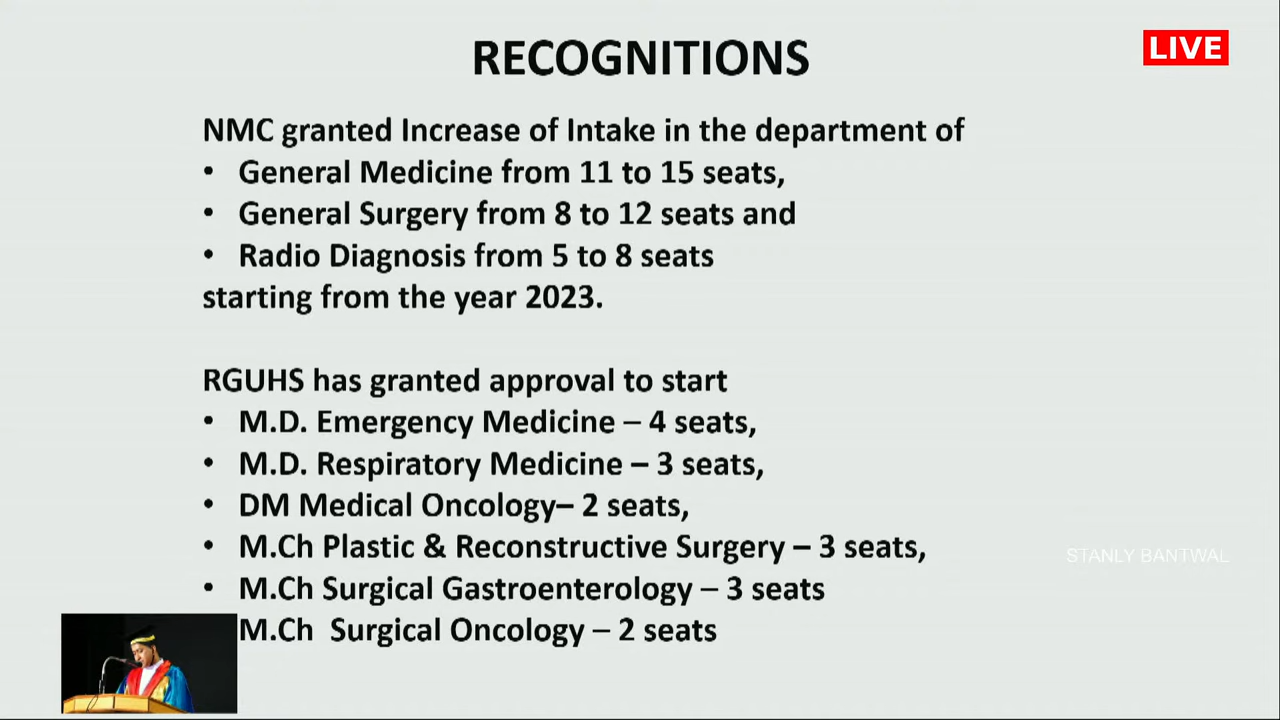 RECOGNITIONS
LIVE
NMC granted Increase of Intake in the department of
• General Medicine from 11 to 15 seats,
• General Surgery from 8 to 12 seats and
• Radio Diagnosis from 5 to 8 seats
starting from the year 2023.
RGUHS has granted approval to start
• M.D. Emergency Medicine – 4 seats,
• M.D. Respiratory Medicine – 3 seats,
• DM Medical Oncology– 2 seats,
• M.Ch Plastic & Reconstructive Surgery – 3 seats,
STANLY BANTWAL
• M.Ch Surgical Gastroenterology – 3 seats
M.Ch  Surgical Oncology – 2 seats